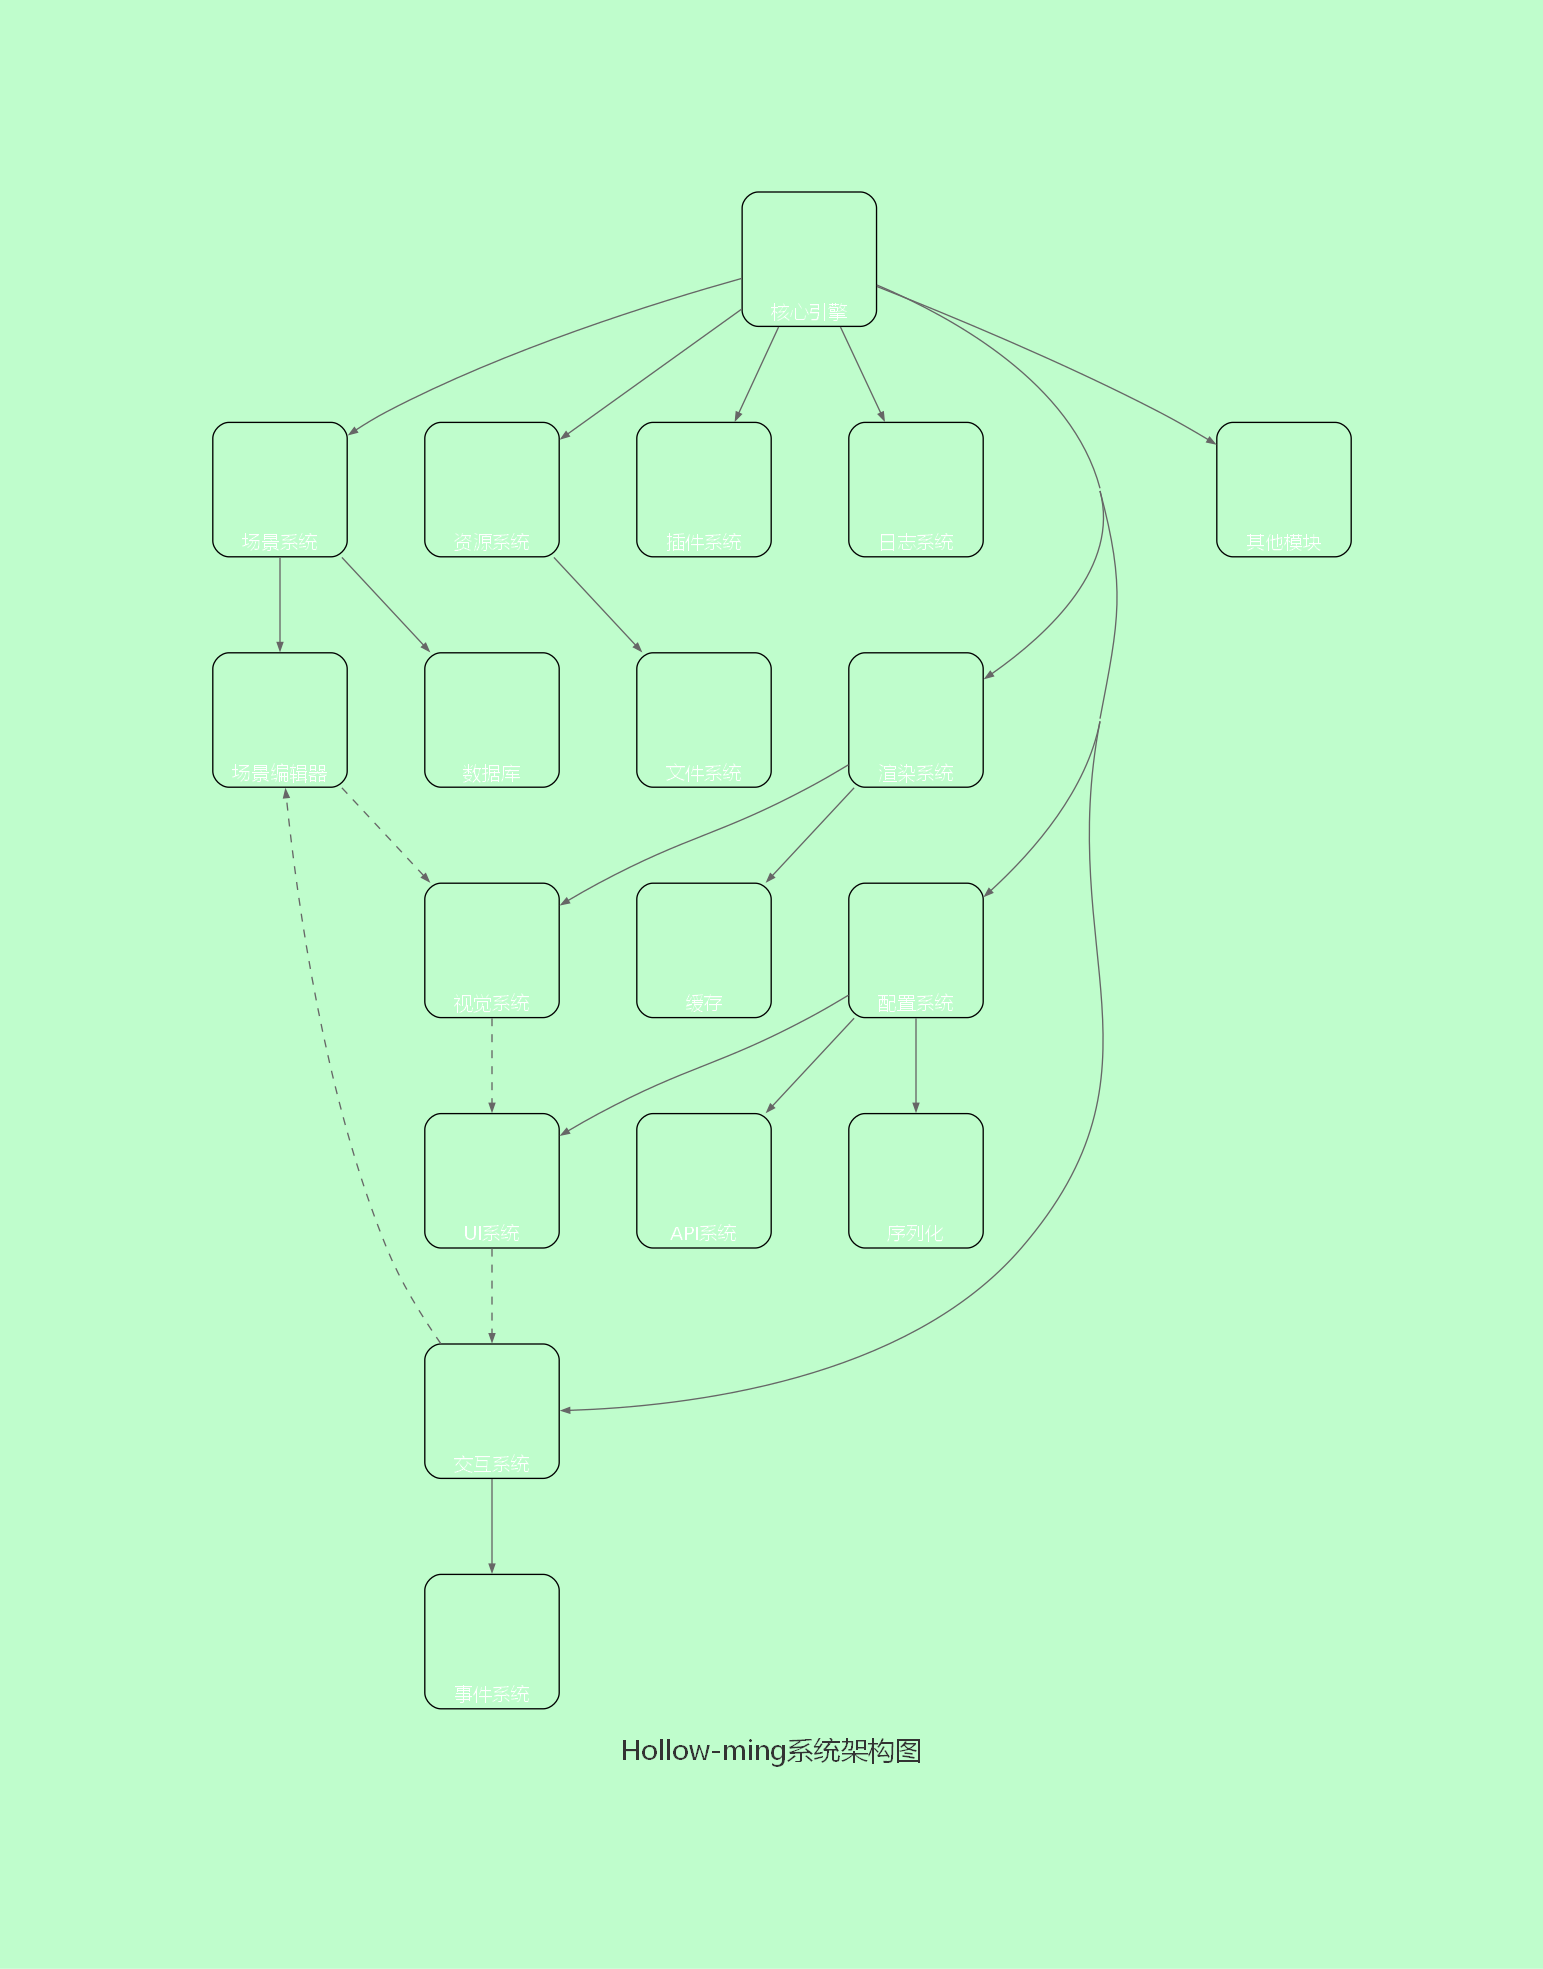 核心引擎
场景系统
资源系统
插件系统
日志系统
其他模块
场景编辑器
数据库
文件系统
渲染系统
视觉系统
缓存
配置系统
UI系统
API系统
序列化
交互系统
事件系统
Hollow-ming系统架构图